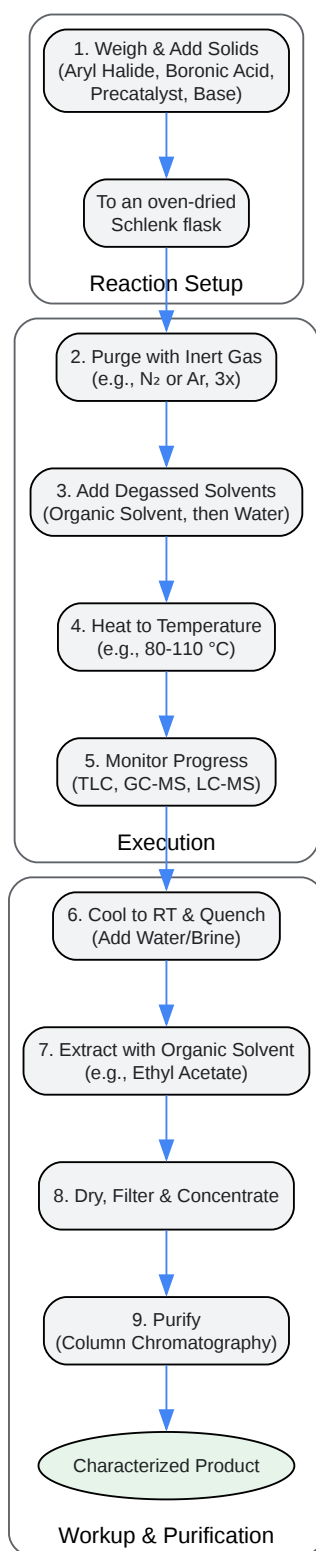 1. Weigh & Add Solids
(Aryl Halide, Boronic Acid,
Precatalyst, Base)
To an oven-dried
Schlenk flask
Reaction Setup
2. Purge with Inert Gas
(e.g., N₂ or Ar, 3x)
3. Add Degassed Solvents
(Organic Solvent, then Water)
4. Heat to Temperature
(e.g., 80-110 °C)
5. Monitor Progress
(TLC, GC-MS, LC-MS)
Execution
6. Cool to RT & Quench
(Add Water/Brine)
7. Extract with Organic Solvent
(e.g., Ethyl Acetate)
8. Dry, Filter & Concentrate
9. Purify
(Column Chromatography)
Characterized Product
Workup & Purification